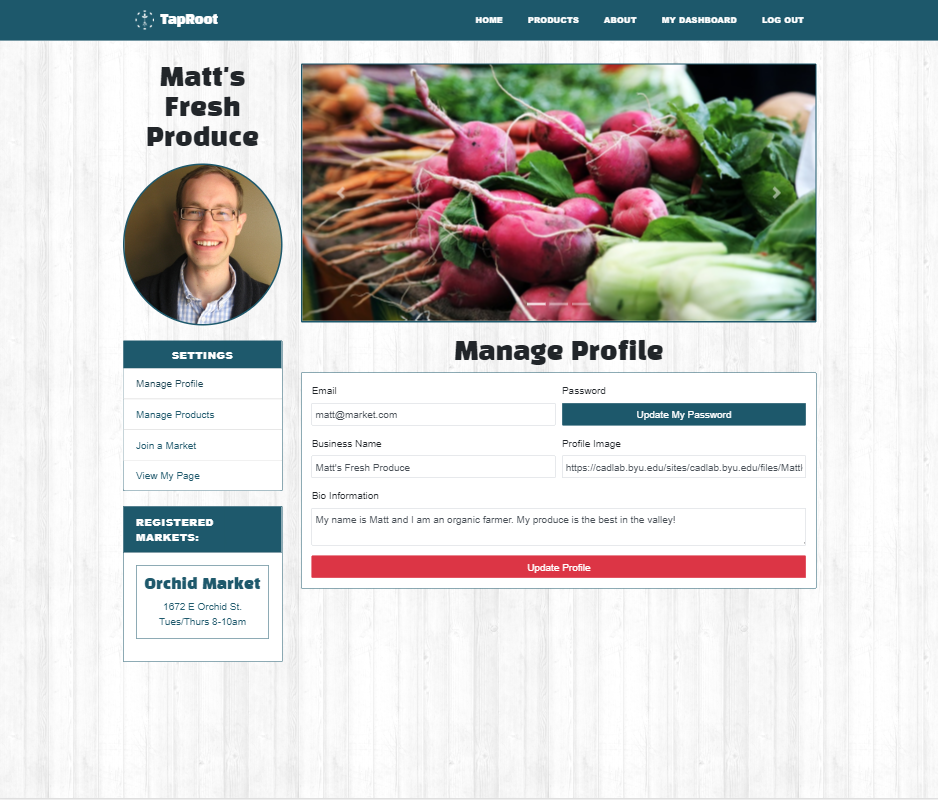 TapRoot
HOME PRODUCTS ABOUT MY DASHBOARD LOG OUT
Matt's
Fresh
Produce
SETTINGS
Manage Profile
Manage Products
Join a Market
View My Page
REGISTERED
MARKETS:
Orchid Market
1672 E Orchid St.
Tues/Thurs 8-10am
Manage Profile
Email
matt@market.com
Password
Update My Password
Business Name
Matt's Fresh Produce
Profile Image
https://cadlab.byu.edu/sites/cadlab.byu.edu/files/Matt
Bio Information
My name is Matt and I am an organic farmer. My produce is the best in the valley!
Update Profile